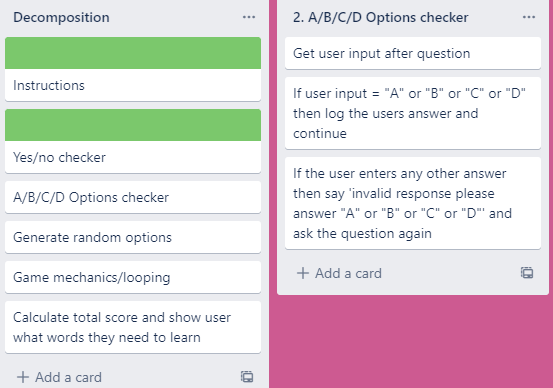 Decomposition
Instructions
Yes/no checker
A/B/C/D Options checker
Generate random options
Game mechanics/looping
Calculate total score and show user
what words they need to learn
+ Add a card
2. A/B/C/D Options checker
Get user input after question
If user input = "A" or "B" or "C" or "D"
then log the users answer and
continue
If the user enters any other answer
then say 'invalid response please
answer "A" or "B" or "C" or "D"' and
ask the question again
+ Add a card